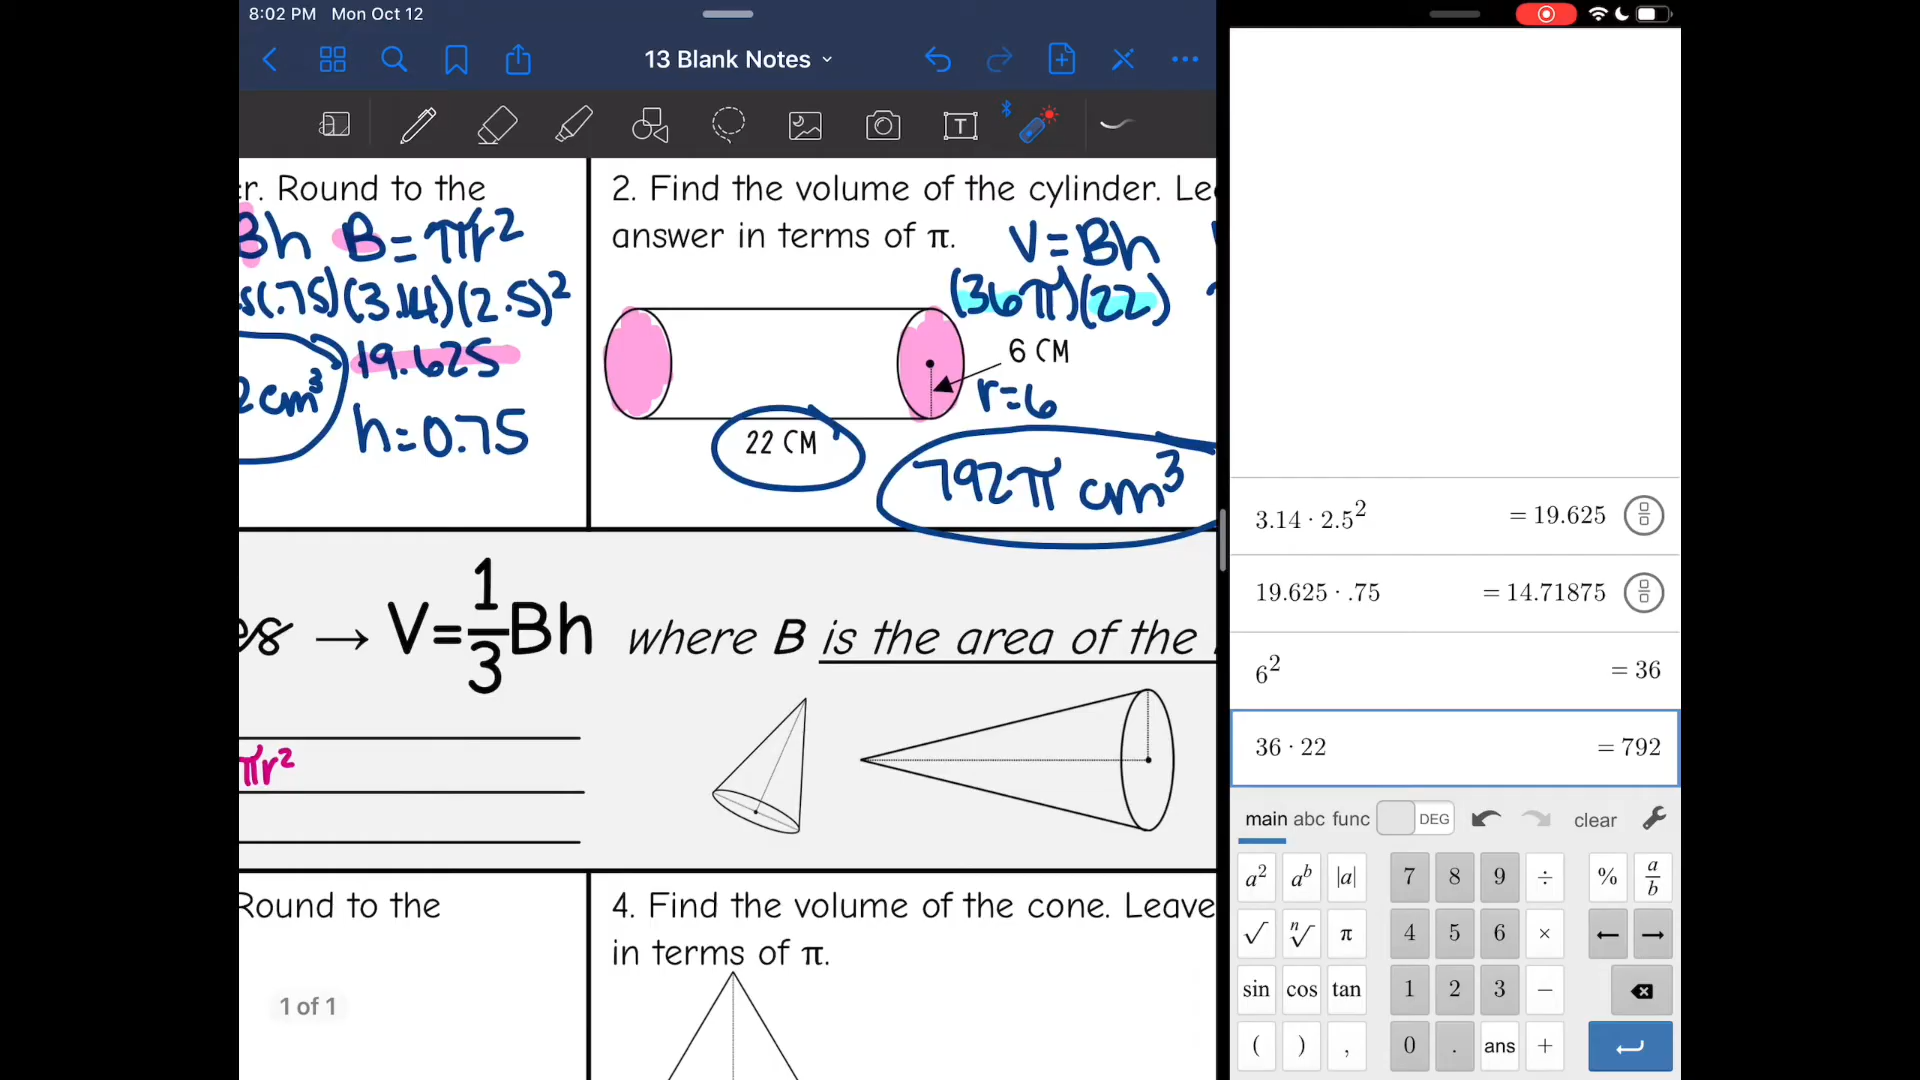 8:02 PM Mon Oct 12
13 Blank Notes
r. Round to the
Bh B = πr²
(.75)(3.14)(2.5)²
19.625
2 cm³
h=0.75
2. Find the volume of the cylinder. Le
answer in terms of π.
V=Bh
(36π)(22)
6 CM
r=6
22 CM
792π cm³
es → V=1/3Bh where B is the area of the
πr²
Round to the
4. Find the volume of the cone. Leave
in terms of π.
1 of 1
3.14 · 2.5² = 19.625
19.625 · .75 = 14.71875
6² = 36
36 · 22 = 792
main abc func DEG clear
a² aᵇ |a| 7 8 9 ÷ % a/b
√ ⁿ√ π 4 5 6 × ← →
sin cos tan 1 2 3 −
( ) , 0 . ans +